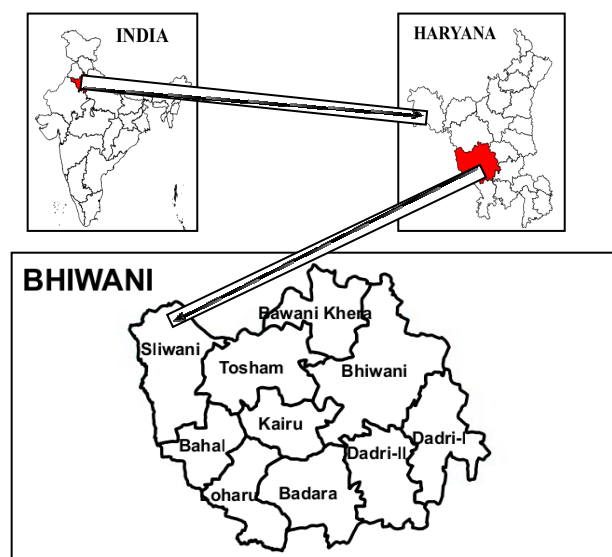 INDIA
HARYANA
BHIWANI
Bawani Khera
Sliwani
Tosham
Bhiwani
Kairu
Bahal
Dadri-I
Dadri-II
Loharu
Badara